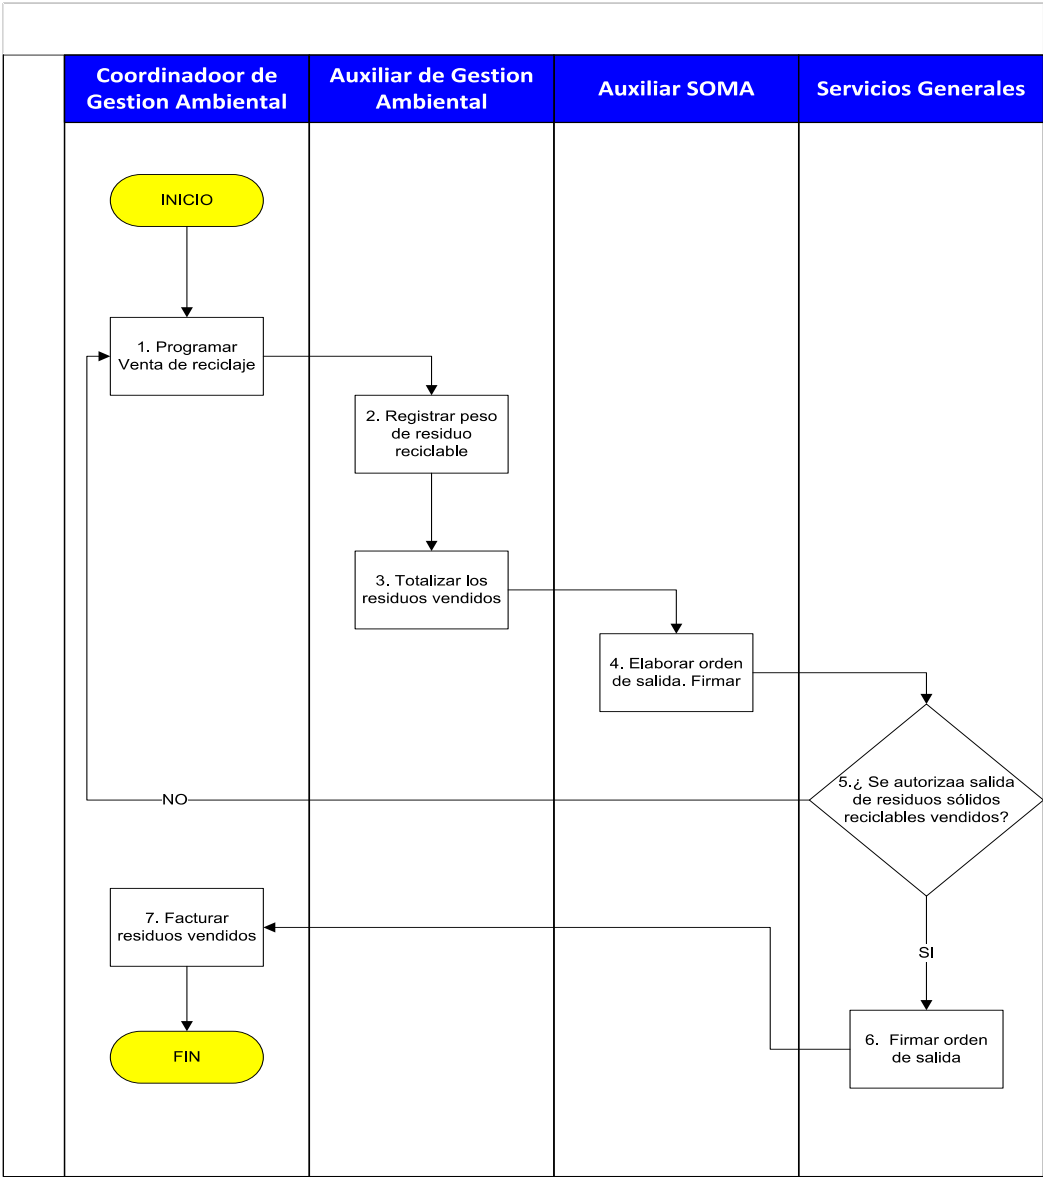 Coordinadoor de
Gestion Ambiental
Auxiliar de Gestion
Ambiental
Auxiliar SOMA
Servicios Generales
INICIO
1. Programar
Venta de reciclaje
2. Registrar peso
de residuo
reciclable
3. Totalizar los
residuos vendidos
4. Elaborar orden
de salida. Firmar
5.¿ Se autorizaa salida
de residuos sólidos
reciclables vendidos?
NO
SI
6. Firmar orden
de salida
7. Facturar
residuos vendidos
FIN